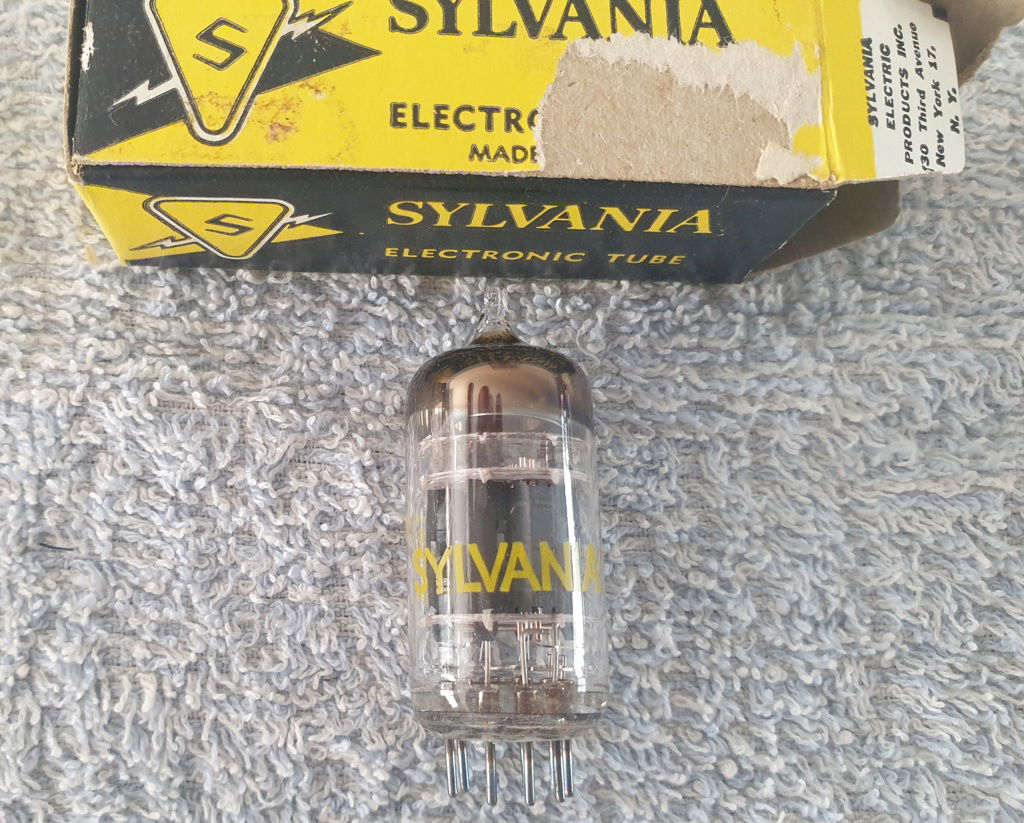 S
SYLVANIA
ELECTRO
MADE
SYLVANIA
ELECTRIC
PRODUCTS INC.
730 Third Avenue
New York 17,
N. Y.
S
SYLVANIA
ELECTRONIC TUBE
SYLVANIA